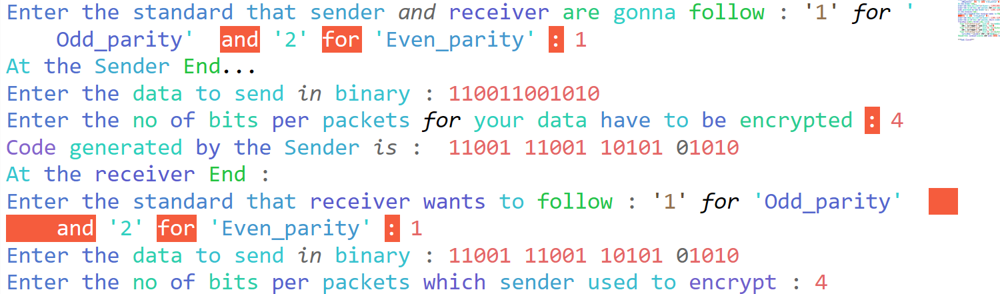 Enter the standard that sender and receiver are gonna follow : '1' for '
Odd_parity' and '2' for 'Even_parity' : 1
At the Sender End...
Enter the data to send in binary : 110011001010
Enter the no of bits per packets for your data have to be encrypted : 4
Code generated by the Sender is : 11001 11001 10101 01010
At the receiver End :
Enter the standard that receiver wants to follow : '1' for 'Odd_parity'
and '2' for 'Even_parity' : 1
Enter the data to send in binary : 11001 11001 10101 01010
Enter the no of bits per packets which sender used to encrypt : 4